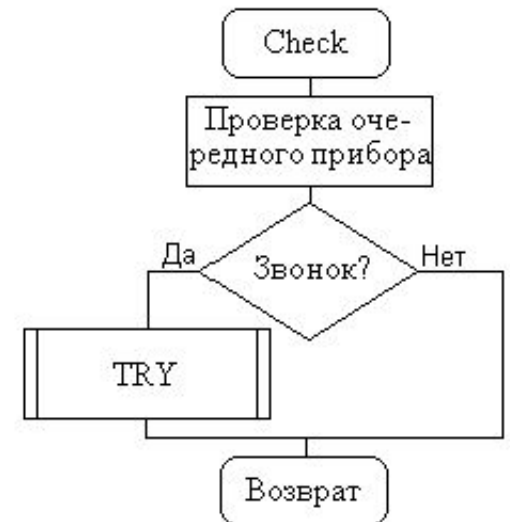 Check
Проверка оче-
редного прибора
Да
Звонок?
Нет
TRY
Возврат